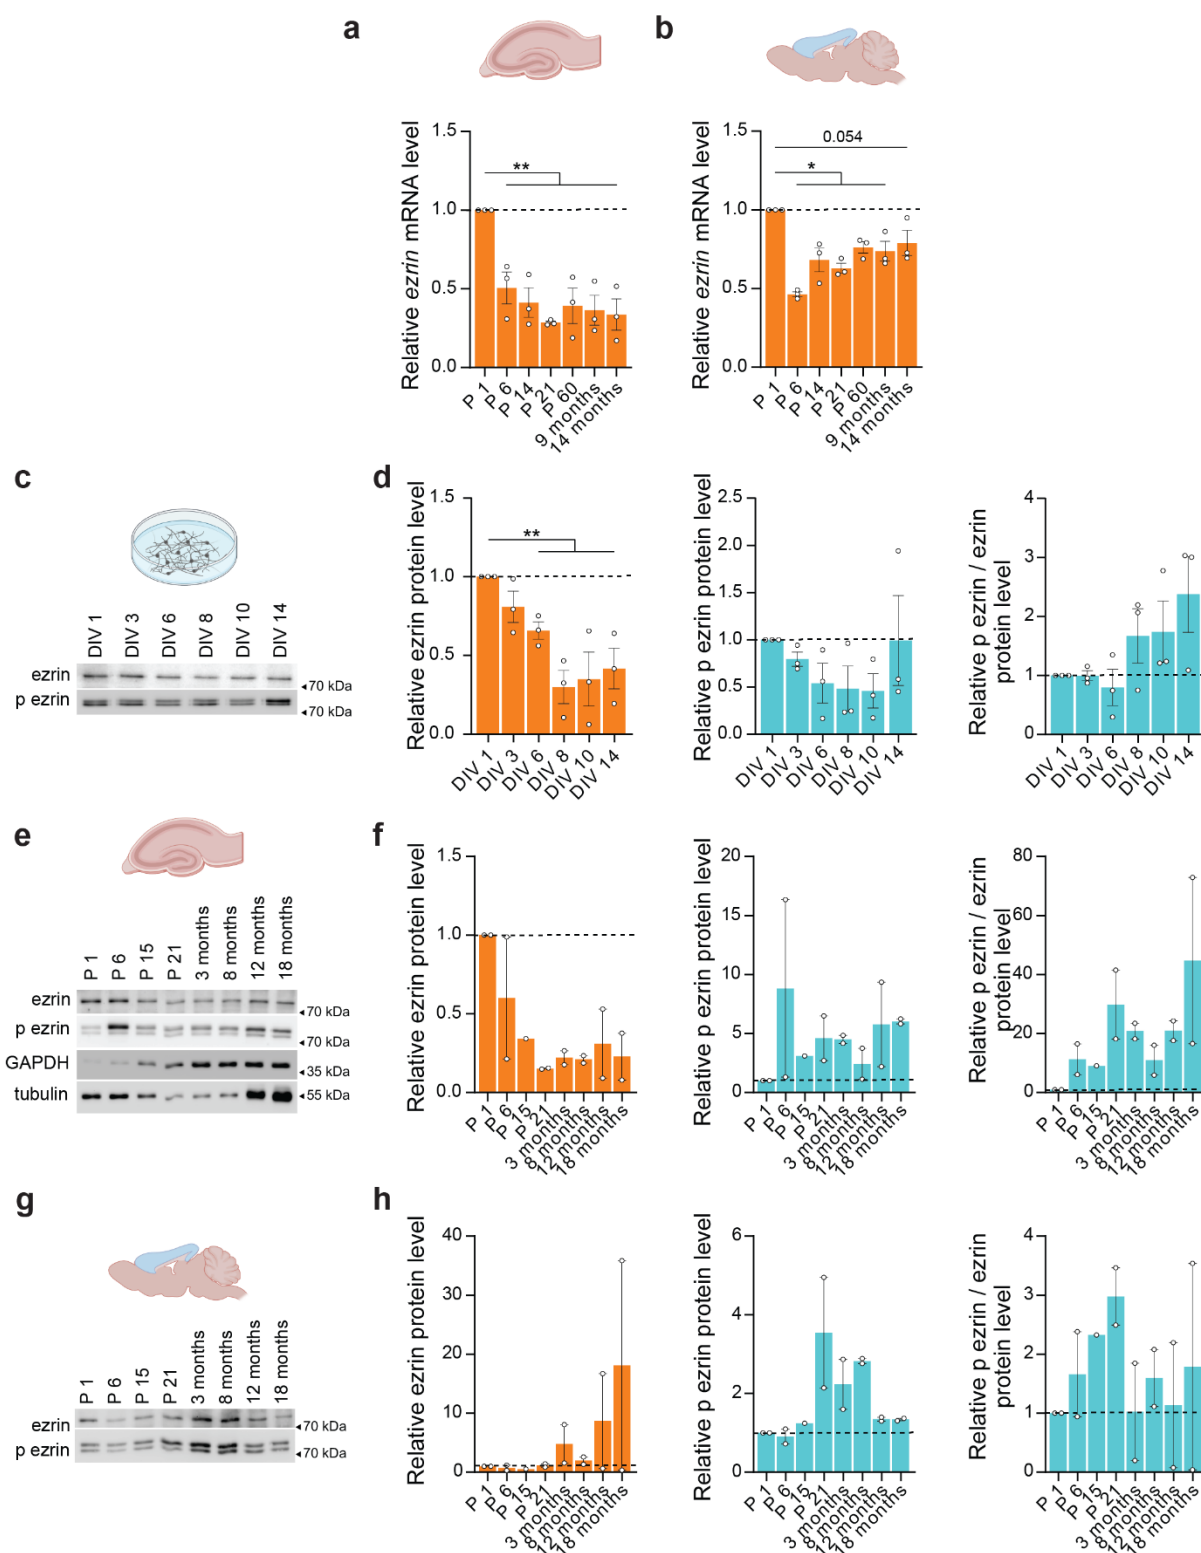 a
b
Relative ezrin mRNA level
1.5
1.0
0.5
0.0
**
P 1
P 6
P 14
P 21
P 60
9 months
14 months
Relative ezrin mRNA level
1.5
1.0
0.5
0.0
0.054
*
P 1
P 6
P 14
P 21
P 60
9 months
14 months
c
DIV 1
DIV 3
DIV 6
DIV 8
DIV 10
DIV 14
ezrin
70 kDa
p ezrin
70 kDa
d
Relative ezrin protein level
1.5
1.0
0.5
0.0
**
DIV 1
DIV 3
DIV 6
DIV 8
DIV 10
DIV 14
Relative p ezrin protein level
2.5
2.0
1.5
1.0
0.5
0.0
DIV 1
DIV 3
DIV 6
DIV 8
DIV 10
DIV 14
Relative p ezrin / ezrin
protein level
4
3
2
1
0
DIV 1
DIV 3
DIV 6
DIV 8
DIV 10
DIV 14
e
P 1
P 6
P 15
P 21
3 months
8 months
12 months
18 months
ezrin
70 kDa
p ezrin
70 kDa
GAPDH
35 kDa
tubulin
55 kDa
f
Relative ezrin protein level
1.5
1.0
0.5
0.0
P 1
P 6
P 15
P 21
3 months
8 months
12 months
18 months
Relative p ezrin protein level
20
15
10
5
0
P 1
P 6
P 15
P 21
3 months
8 months
12 months
18 months
Relative p ezrin / ezrin
protein level
80
60
40
20
0
P 1
P 6
P 15
P 21
3 months
8 months
12 months
18 months
g
P 1
P 6
P 15
P 21
3 months
8 months
12 months
18 months
ezrin
70 kDa
p ezrin
70 kDa
h
Relative ezrin protein level
40
30
20
10
0
P 1
P 6
P 15
P 21
3 months
8 months
12 months
18 months
Relative p ezrin protein level
6
4
2
0
P 1
P 6
P 15
P 21
3 months
8 months
12 months
18 months
Relative p ezrin / ezrin
protein level
4
3
2
1
0
P 1
P 6
P 15
P 21
3 months
8 months
12 months
18 months